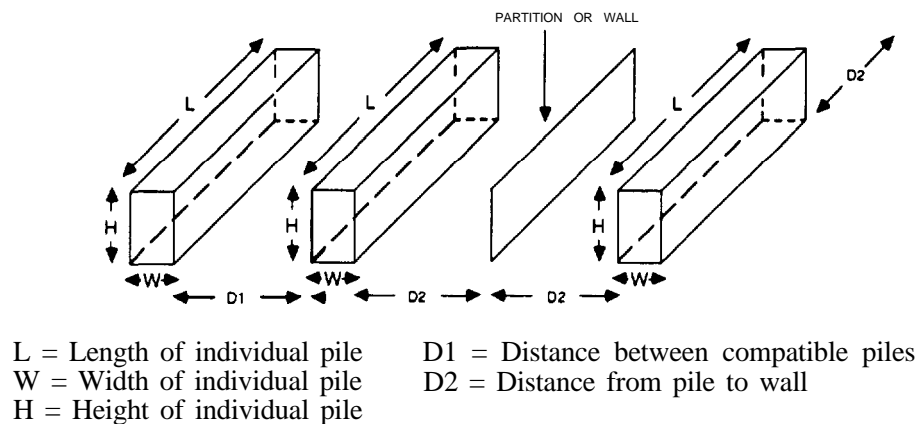 PARTITION OR WALL
L
L
L
D2
H
H
H
W
W
W
D1
D2
D2
L = Length of individual pile
W = Width of individual pile
H = Height of individual pile
D1 = Distance between compatible piles
D2 = Distance from pile to wall